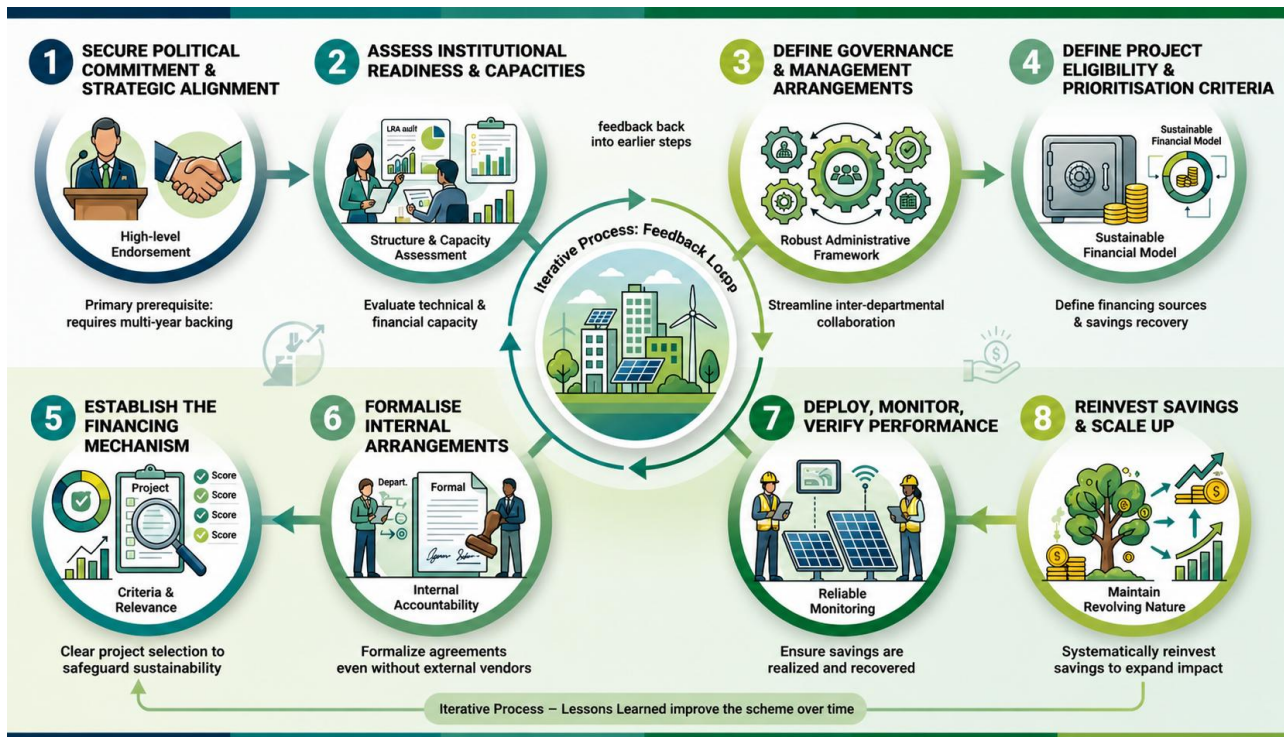 1
SECURE POLITICAL
COMMITMENT &
STRATEGIC ALIGNMENT
High-level
Endorsement
Primary prerequisite:
requires multi-year backing
2
ASSESS INSTITUTIONAL
READINESS & CAPACITIES
LRA audit
Structure & Capacity
Assessment
Evaluate technical &
financial capacity
feedback back
into earlier steps
3
DEFINE GOVERNANCE
& MANAGEMENT
ARRANGEMENTS
Robust Administrative
Framework
Streamline inter-departmental
collaboration
4
DEFINE PROJECT
ELIGIBILITY &
PRIORITISATION CRITERIA
Sustainable
Financial Model
Sustainable
Financial Model
Define financing sources
& savings recovery
Iterative Process: Feedback Loopp
5
ESTABLISH THE
FINANCING
MECHANISM
Project
Score
Score
Score
Score
Criteria &
Relevance
Clear project selection to
safeguard sustainability
6
FORMALISE
INTERNAL
ARRANGEMENTS
Depart.
Formal
Internal
Accountability
Formalize agreements
even without external vendors
7
DEPLOY, MONITOR,
VERIFY PERFORMANCE
Reliable
Monitoring
Ensure savings are
realized and recovered
8
REINVEST SAVINGS
& SCALE UP
$
$
Maintain
Revolving Nature
Systematically reinvest
savings to expand impact
$
Iterative Process – Lessons Learned improve the scheme over time